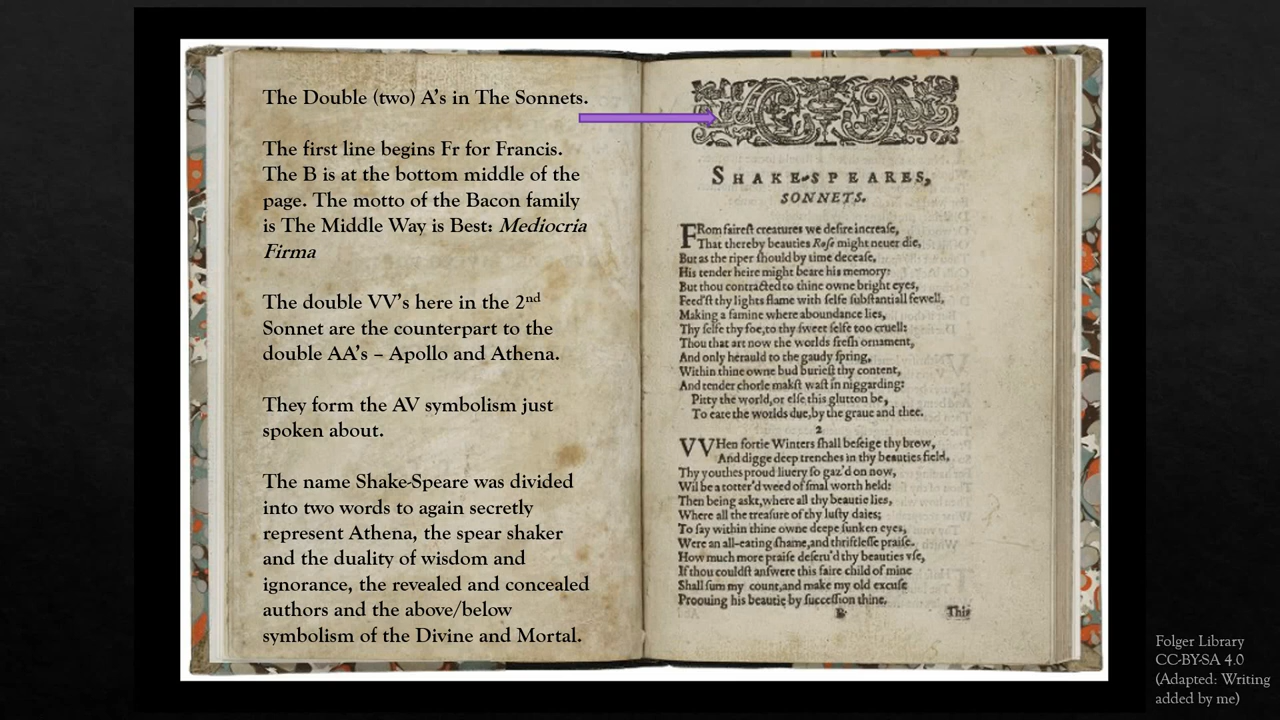 The Double (two) A's in The Sonnets.
The first line begins Fr for Francis.
The B is at the bottom middle of the
page. The motto of the Bacon family
is The Middle Way is Best: Mediocria
Firma
The double VV's here in the 2nd
Sonnet are the counterpart to the
double AA's – Apollo and Athena.
They form the AV symbolism just
spoken about.
The name Shake-Speare was divided
into two words to again secretly
represent Athena, the spear shaker
and the duality of wisdom and
ignorance, the revealed and concealed
authors and the above/below
symbolism of the Divine and Mortal.
SHAKE-SPEARES,
SONNETS.
FRom faireſt creatures we deſire increaſe,
That thereby beauties Roſe might neuer die,
But as the riper ſhould by time deceaſe,
His tender heire might beare his memory:
But thou contracted to thine owne bright eyes,
Feed'ſt thy lights flame with ſelfe ſubſtantiall fewell,
Making a famine where aboundance lies,
Thy ſelfe thy foe,to thy ſweet ſelfe too cruell:
Thou that art now the worlds freſh ornament,
And only herauld to the gaudy ſpring,
Within thine owne bud burieſt thy content,
And tender chorle makſt waſt in niggarding:
Pitty the world,or elſe this glutton be,
To eate the worlds due,by the graue and thee.
2
VVHen fortie Winters ſhall beſeige thy brow,
And digge deep trenches in thy beauties field,
Thy youthes proud liuery ſo gaz'd on now,
Wil be a totter'd weed of ſmal worth held:
Then being askt,where all thy beautie lies,
Where all the treaſure of thy luſty daies;
To ſay within thine owne deepe ſunken eyes,
Were an all-eating ſhame,and thriftleſſe praiſe.
How much more praiſe deſeru'd thy beauties vſe,
If thou couldſt anſwere this faire child of mine
Shall ſum my count,and make my old excuſe
Proouing his beautie by ſucceſſion thine.
B
This
Folger Library
CC-BY-SA 4.0
(Adapted: Writing
added by me)